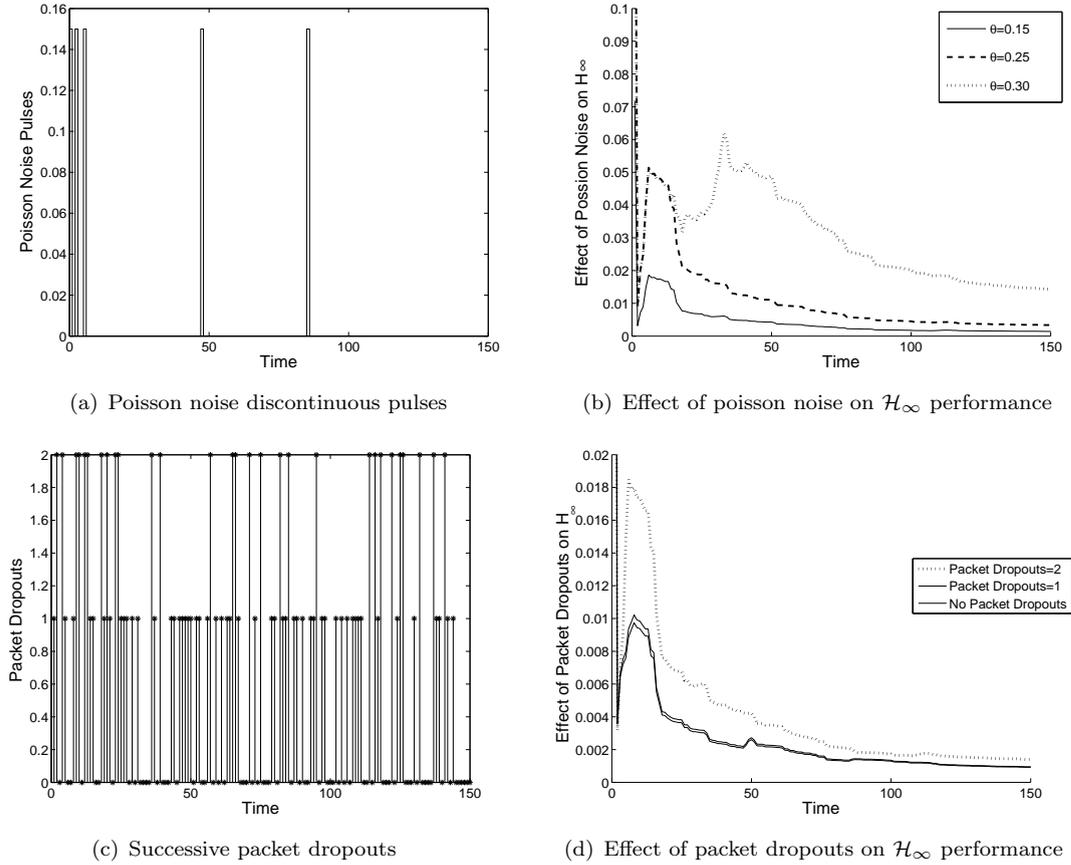 0.16
0.14
0.12
0.1
0.08
0.06
0.04
0.02
0
Poisson Noise Pulses
0 50 100 150
Time
(a) Poisson noise discontinuous pulses
0.1
0.09
0.08
0.07
0.06
0.05
0.04
0.03
0.02
0.01
0
Effect of Possion Noise on H∞
θ=0.15
θ=0.25
θ=0.30
0 50 100 150
Time
(b) Effect of poisson noise on H∞ performance
2
1.8
1.6
1.4
1.2
1
0.8
0.6
0.4
0.2
0
Packet Dropouts
0 50 100 150
Time
(c) Successive packet dropouts
0.02
0.018
0.016
0.014
0.012
0.01
0.008
0.006
0.004
0.002
0
Effect of Packet Dropouts on H∞
Packet Dropouts=2
Packet Dropouts=1
No Packet Dropouts
0 50 100 150
Time
(d) Effect of packet dropouts on H∞ performance